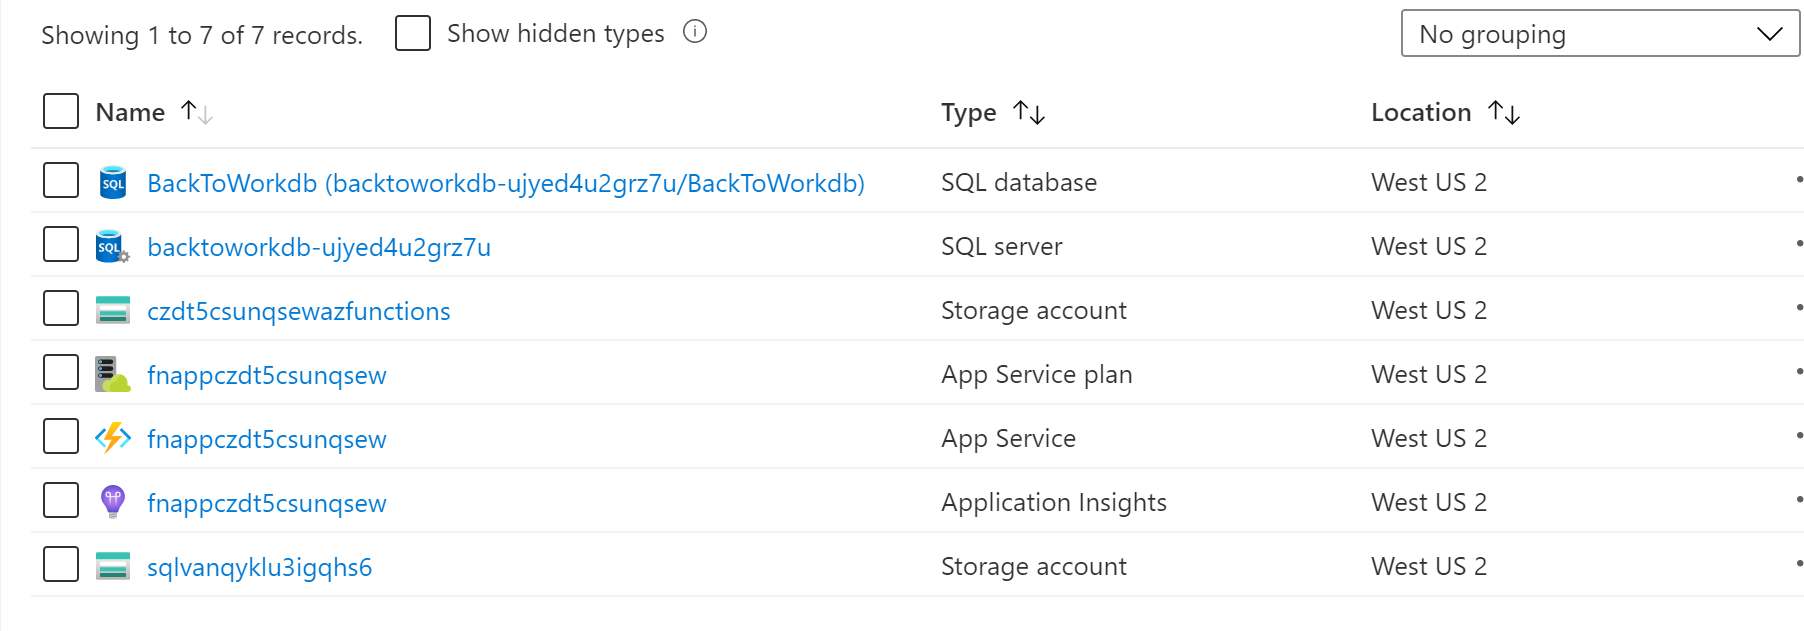 Showing 1 to 7 of 7 records. Show hidden types No grouping
Name Type Location
SQL BackToWorkdb (backtoworkdb-ujyed4u2grz7u/BackToWorkdb) SQL database West US 2
SQL backtoworkdb-ujyed4u2grz7u SQL server West US 2
czdt5csunqsewazfunctions Storage account West US 2
fnappczdt5csunqsew App Service plan West US 2
fnappczdt5csunqsew App Service West US 2
fnappczdt5csunqsew Application Insights West US 2
sqlvanqyklu3igqhs6 Storage account West US 2